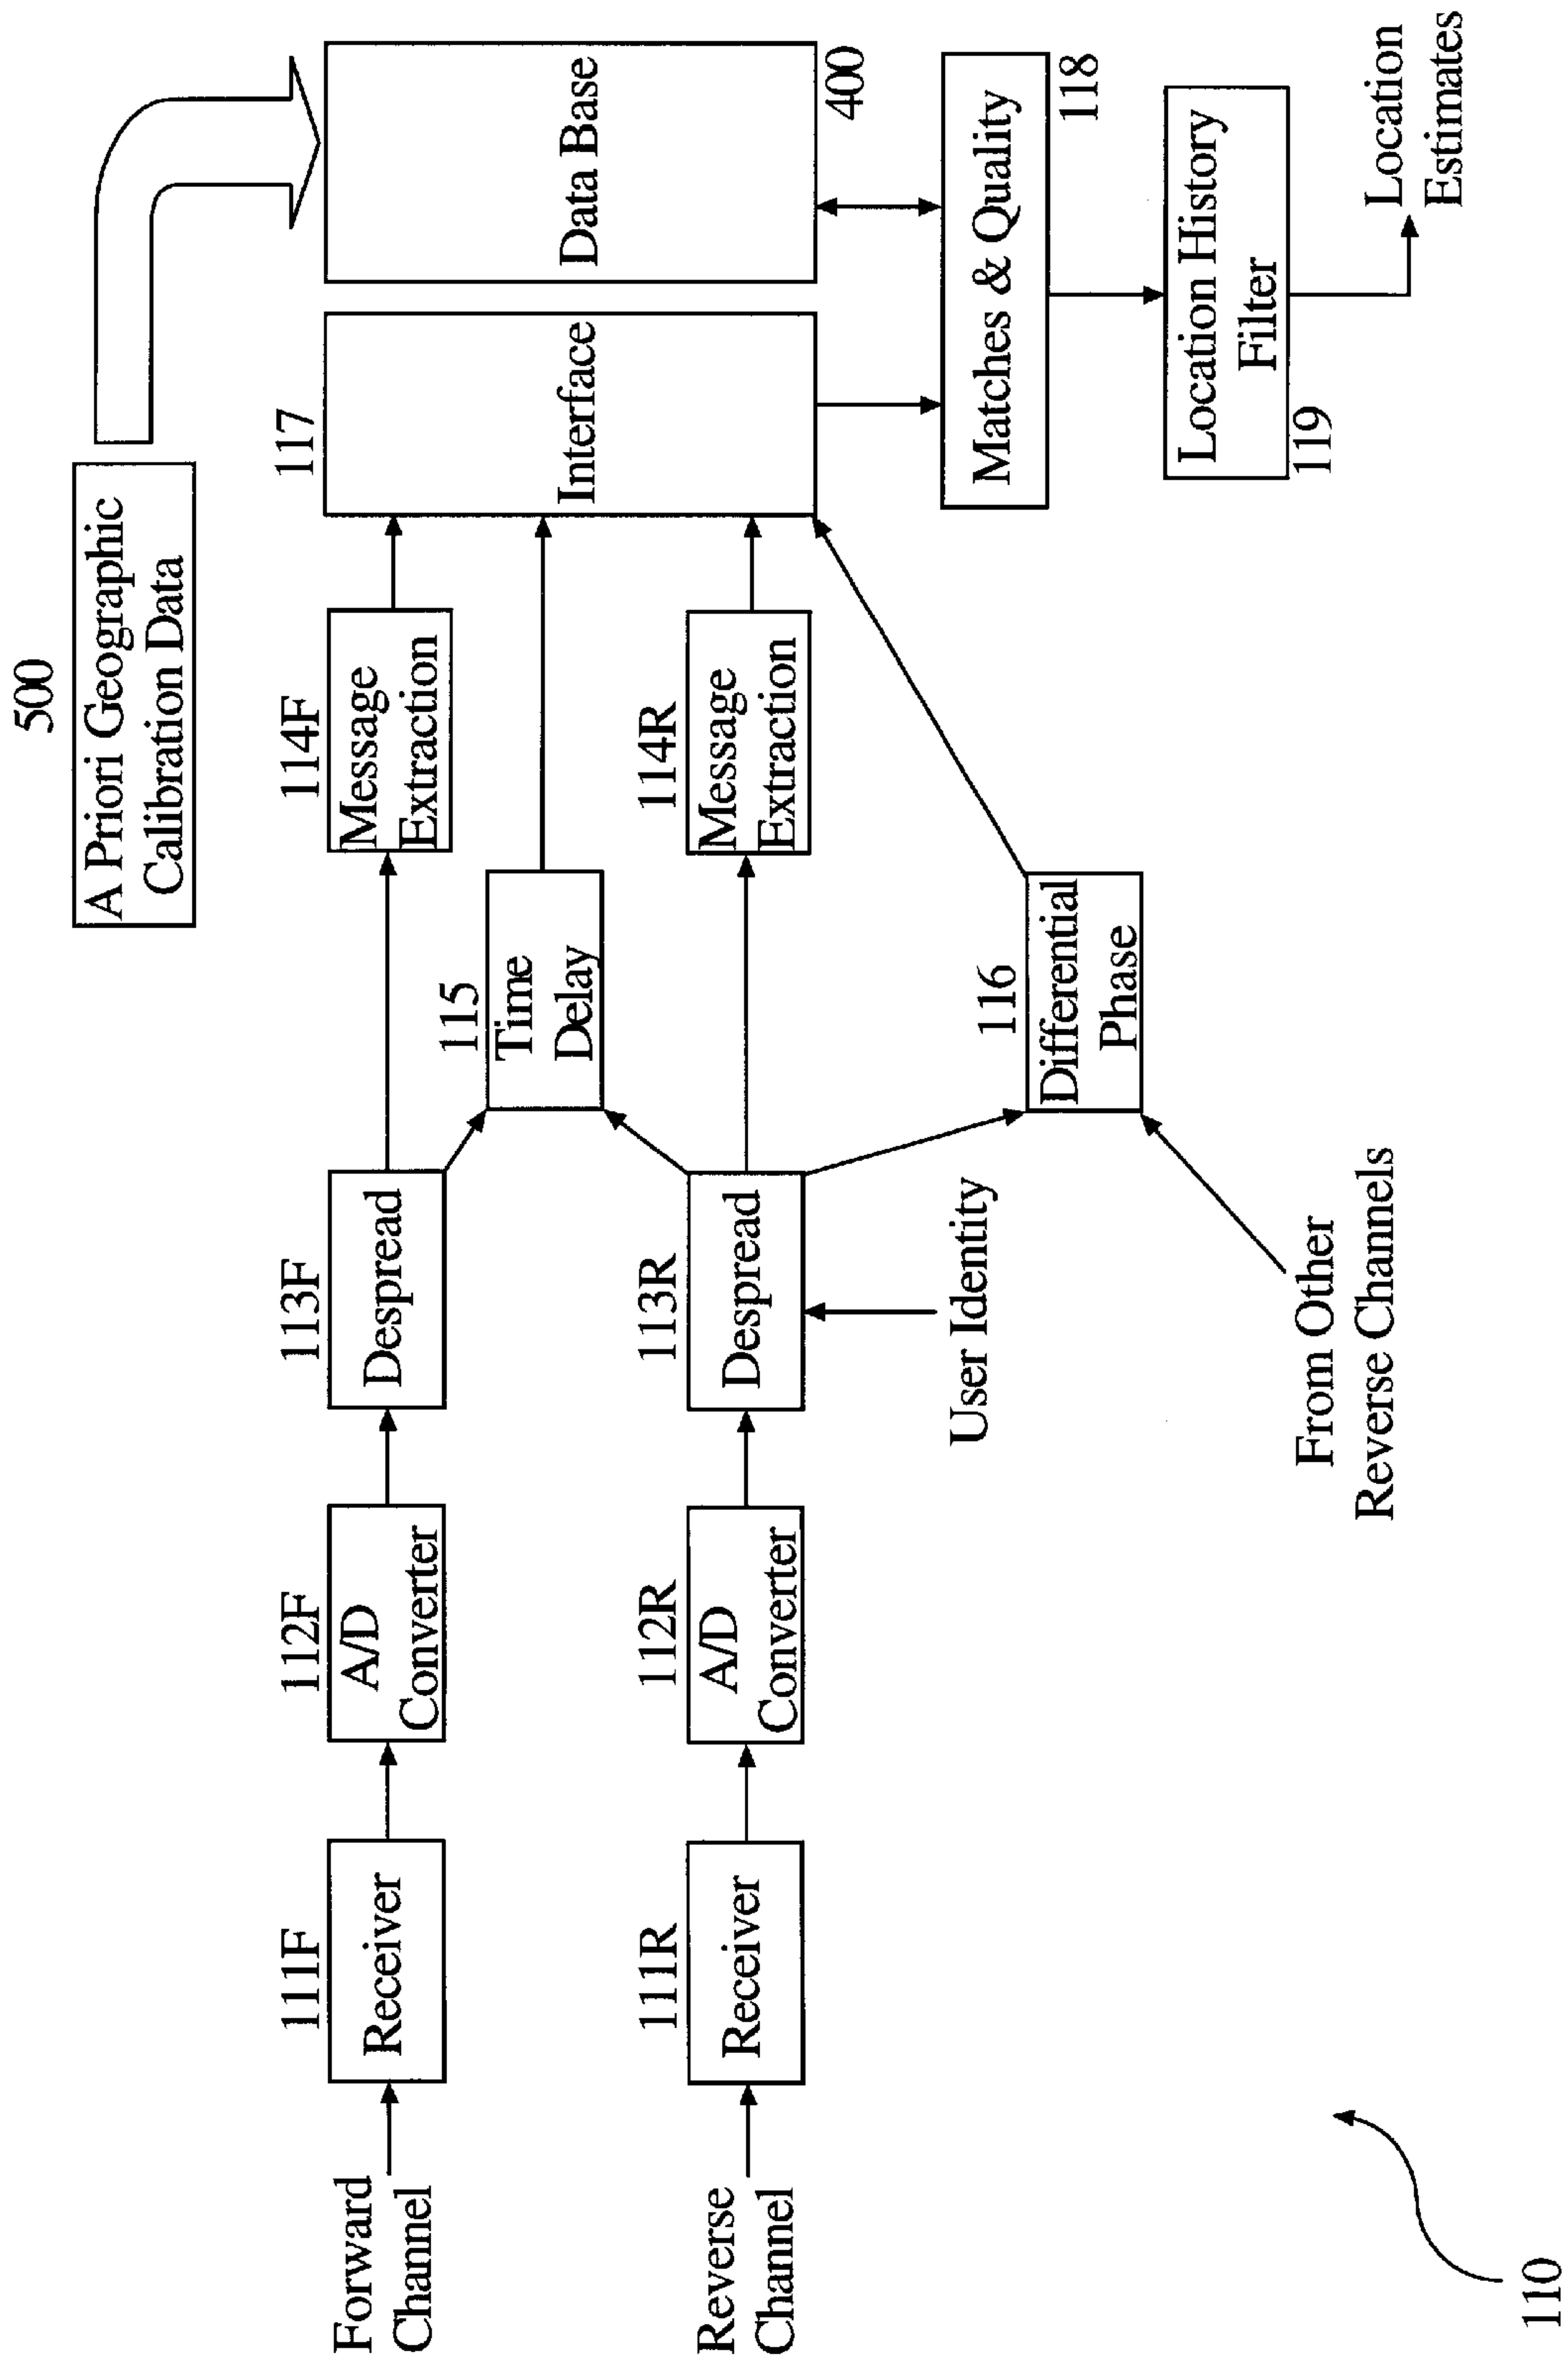 500
A Priori Geographic
Calibration Data
111F
Receiver
112F
A/D
Converter
113F
Despread
114F
Message
Extraction
117
Interface
Data Base
400
Forward
Channel
115
Time
Delay
111R
Receiver
112R
A/D
Converter
113R
Despread
114R
Message
Extraction
Reverse
Channel
User Identity
116
Differential
Phase
From Other
Reverse Channels
Matches & Quality
118
Location History
Filter
119
Location
Estimates
110